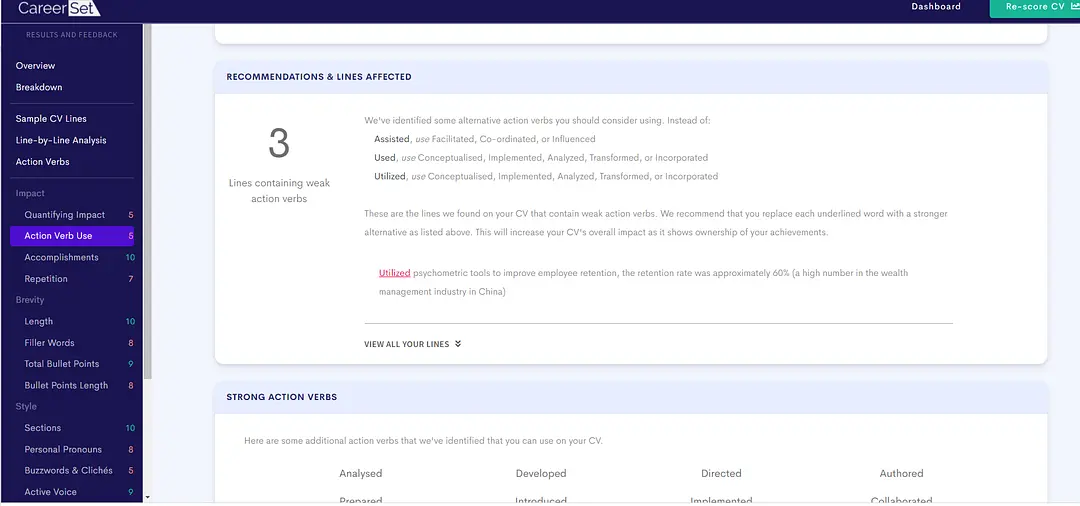 CareerSet
Dashboard
Re-score CV
RESULTS AND FEEDBACK
Overview
Breakdown
Sample CV Lines
Line-by-Line Analysis
Action Verbs
Impact
Quantifying Impact 5
Action Verb Use 5
Accomplishments 10
Repetition 7
Brevity
Length 10
Filler Words 8
Total Bullet Points 9
Bullet Points Length 8
Style
Sections 10
Personal Pronouns 8
Buzzwords & Clichés 5
Active Voice 9
RECOMMENDATIONS & LINES AFFECTED
3
Lines containing weak
action verbs
We've identified some alternative action verbs you should consider using. Instead of:
Assisted, use Facilitated, Co-ordinated, or Influenced
Used, use Conceptualised, Implemented, Analyzed, Transformed, or Incorporated
Utilized, use Conceptualised, Implemented, Analyzed, Transformed, or Incorporated
These are the lines we found on your CV that contain weak action verbs. We recommend that you replace each underlined word with a stronger
alternative as listed above. This will increase your CV's overall impact as it shows ownership of your achievements.
Utilized psychometric tools to improve employee retention, the retention rate was approximately 60% (a high number in the wealth
management industry in China)
VIEW ALL YOUR LINES
STRONG ACTION VERBS
Here are some additional action verbs that we've identified that you can use on your CV.
Analysed Developed Directed Authored
Prepared Introduced Implemented Collaborated